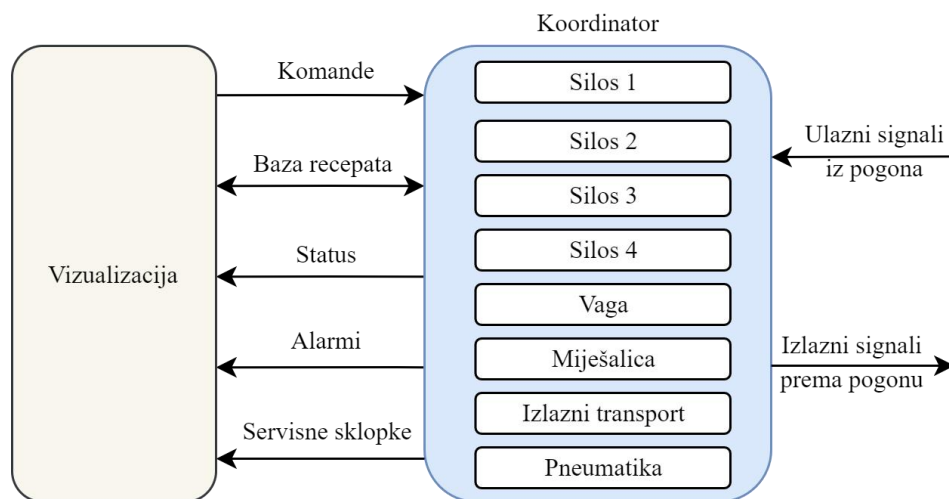 Koordinator
Vizualizacija
Komande
Baza recepata
Status
Alarmi
Servisne sklopke
Silos 1
Silos 2
Silos 3
Silos 4
Vaga
Miješalica
Izlazni transport
Pneumatika
Ulazni signali
iz pogona
Izlazni signali
prema pogonu